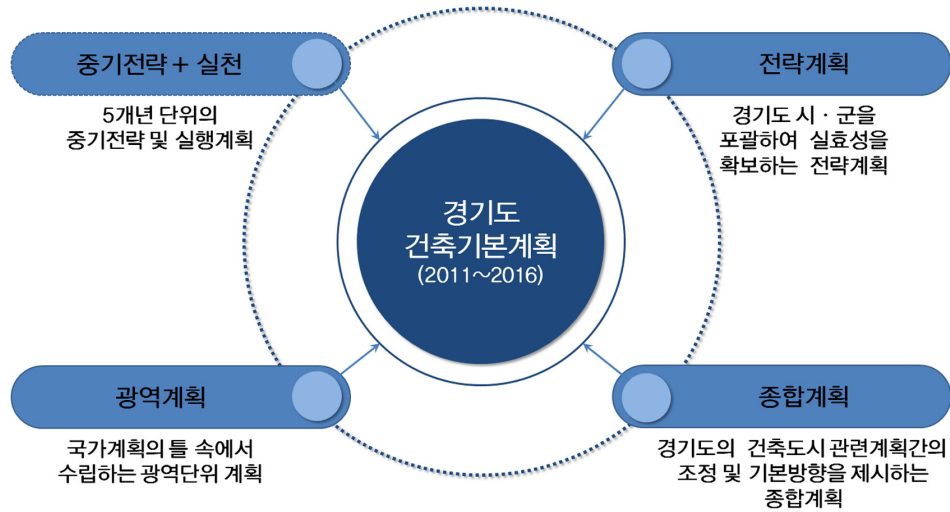 중기전략 + 실천
5개년 단위의
중기전략 및 실행계획
전략계획
경기도 시 · 군을
포괄하여 실효성을
확보하는 전략계획
경기도
건축기본계획
(2011~2016)
광역계획
국가계획의 틀 속에서
수립하는 광역단위 계획
종합계획
경기도의 건축도시 관련계획간의
조정 및 기본방향을 제시하는
종합계획